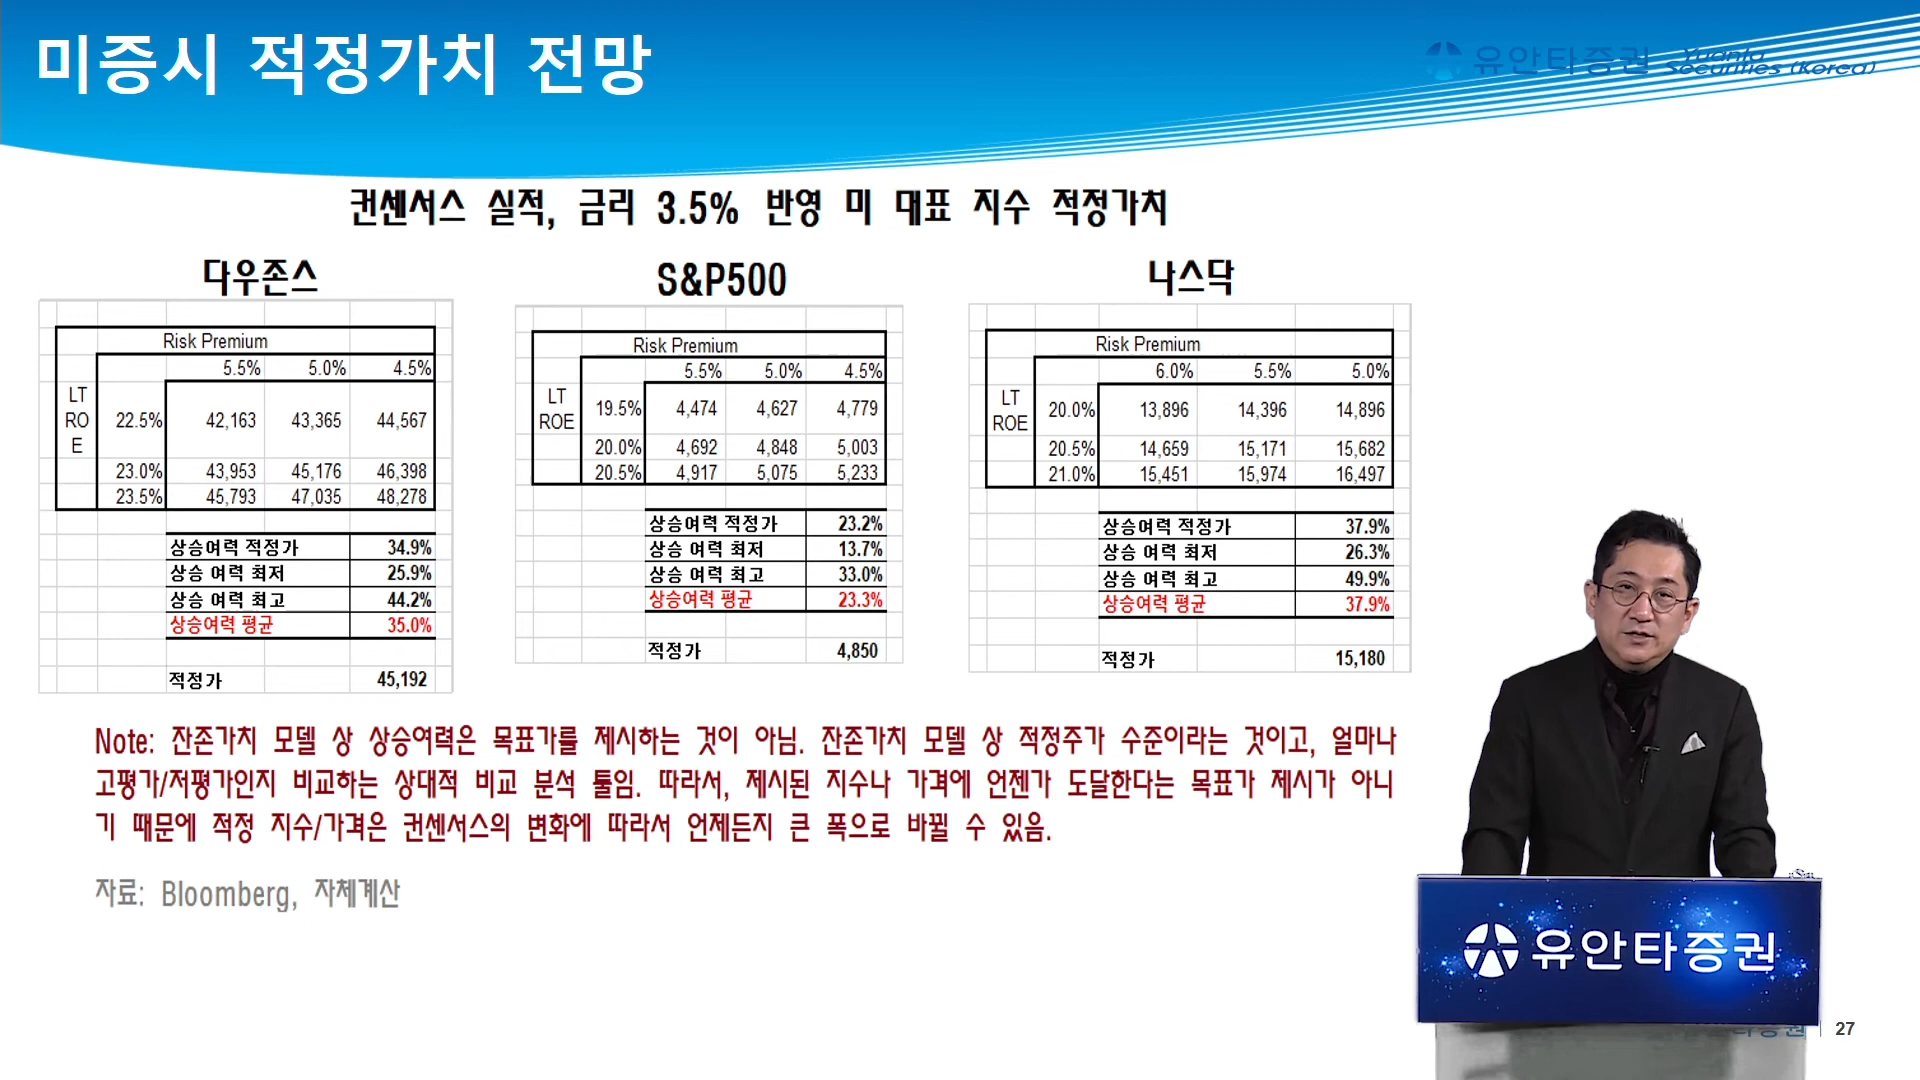 미증시 적정가치 전망
유안타증권 Yuanta Securities (Korea)
컨센서스 실적, 금리 3.5% 반영 미 대표 지수 적정가치
다우존스
Risk Premium
5.5% 5.0% 4.5%
LT ROE
22.5% 42,163 43,365 44,567
23.0% 43,953 45,176 46,398
23.5% 45,793 47,035 48,278
상승여력 적정가 34.9%
상승 여력 최저 25.9%
상승 여력 최고 44.2%
상승여력 평균 35.0%
적정가 45,192
S&P500
Risk Premium
5.5% 5.0% 4.5%
LT ROE
19.5% 4,474 4,627 4,779
20.0% 4,692 4,848 5,003
20.5% 4,917 5,075 5,233
상승여력 적정가 23.2%
상승 여력 최저 13.7%
상승 여력 최고 33.0%
상승여력 평균 23.3%
적정가 4,850
나스닥
Risk Premium
6.0% 5.5% 5.0%
LT ROE
20.0% 13,896 14,396 14,896
20.5% 14,659 15,171 15,682
21.0% 15,451 15,974 16,497
상승여력 적정가 37.9%
상승 여력 최저 26.3%
상승 여력 최고 49.9%
상승여력 평균 37.9%
적정가 15,180
Note: 잔존가치 모델 상 상승여력은 목표가를 제시하는 것이 아님. 잔존가치 모델 상 적정주가 수준이라는 것이고, 얼마나
고평가/저평가인지 비교하는 상대적 비교 분석 툴임. 따라서, 제시된 지수나 가격에 언젠가 도달한다는 목표가 제시가 아니
기 때문에 적정 지수/가격은 컨센서스의 변화에 따라서 언제든지 큰 폭으로 바뀔 수 있음.
자료: Bloomberg, 자체계산
유안타증권
27